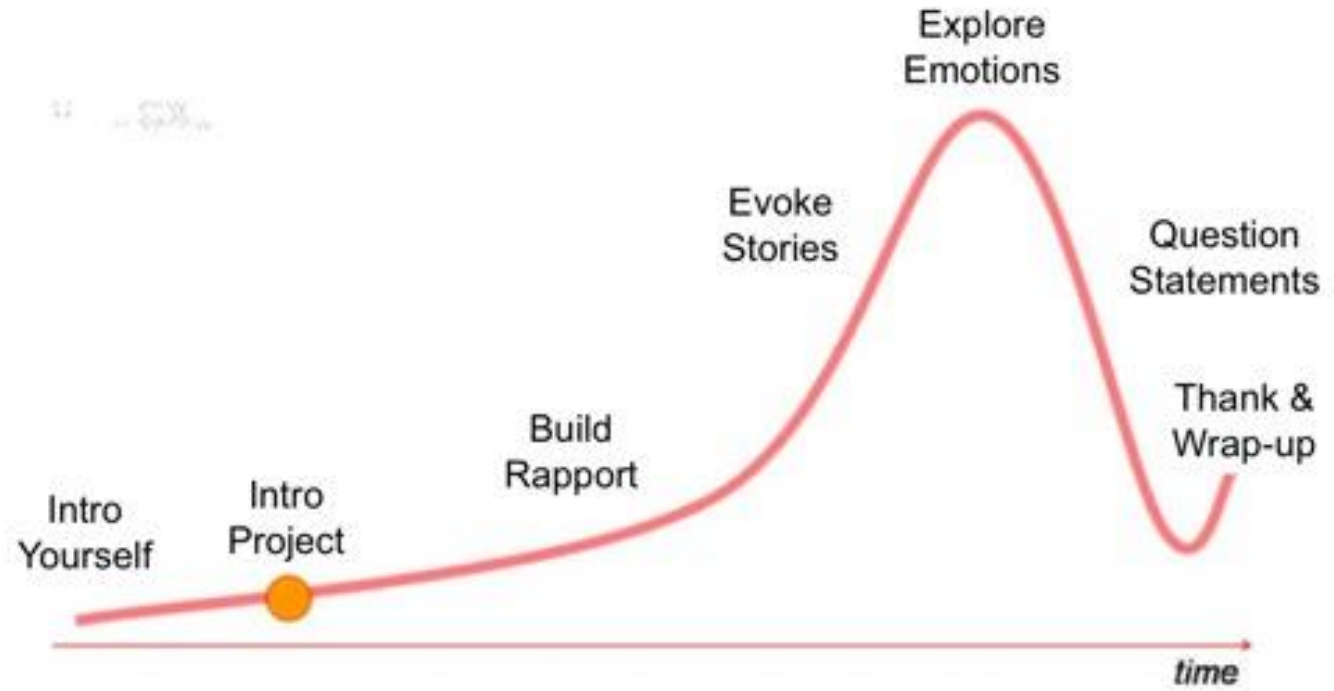 Explore
Emotions
Evoke
Stories
Question
Statements
Thank &
Wrap-up
Build
Rapport
Intro
Project
Intro
Yourself
time